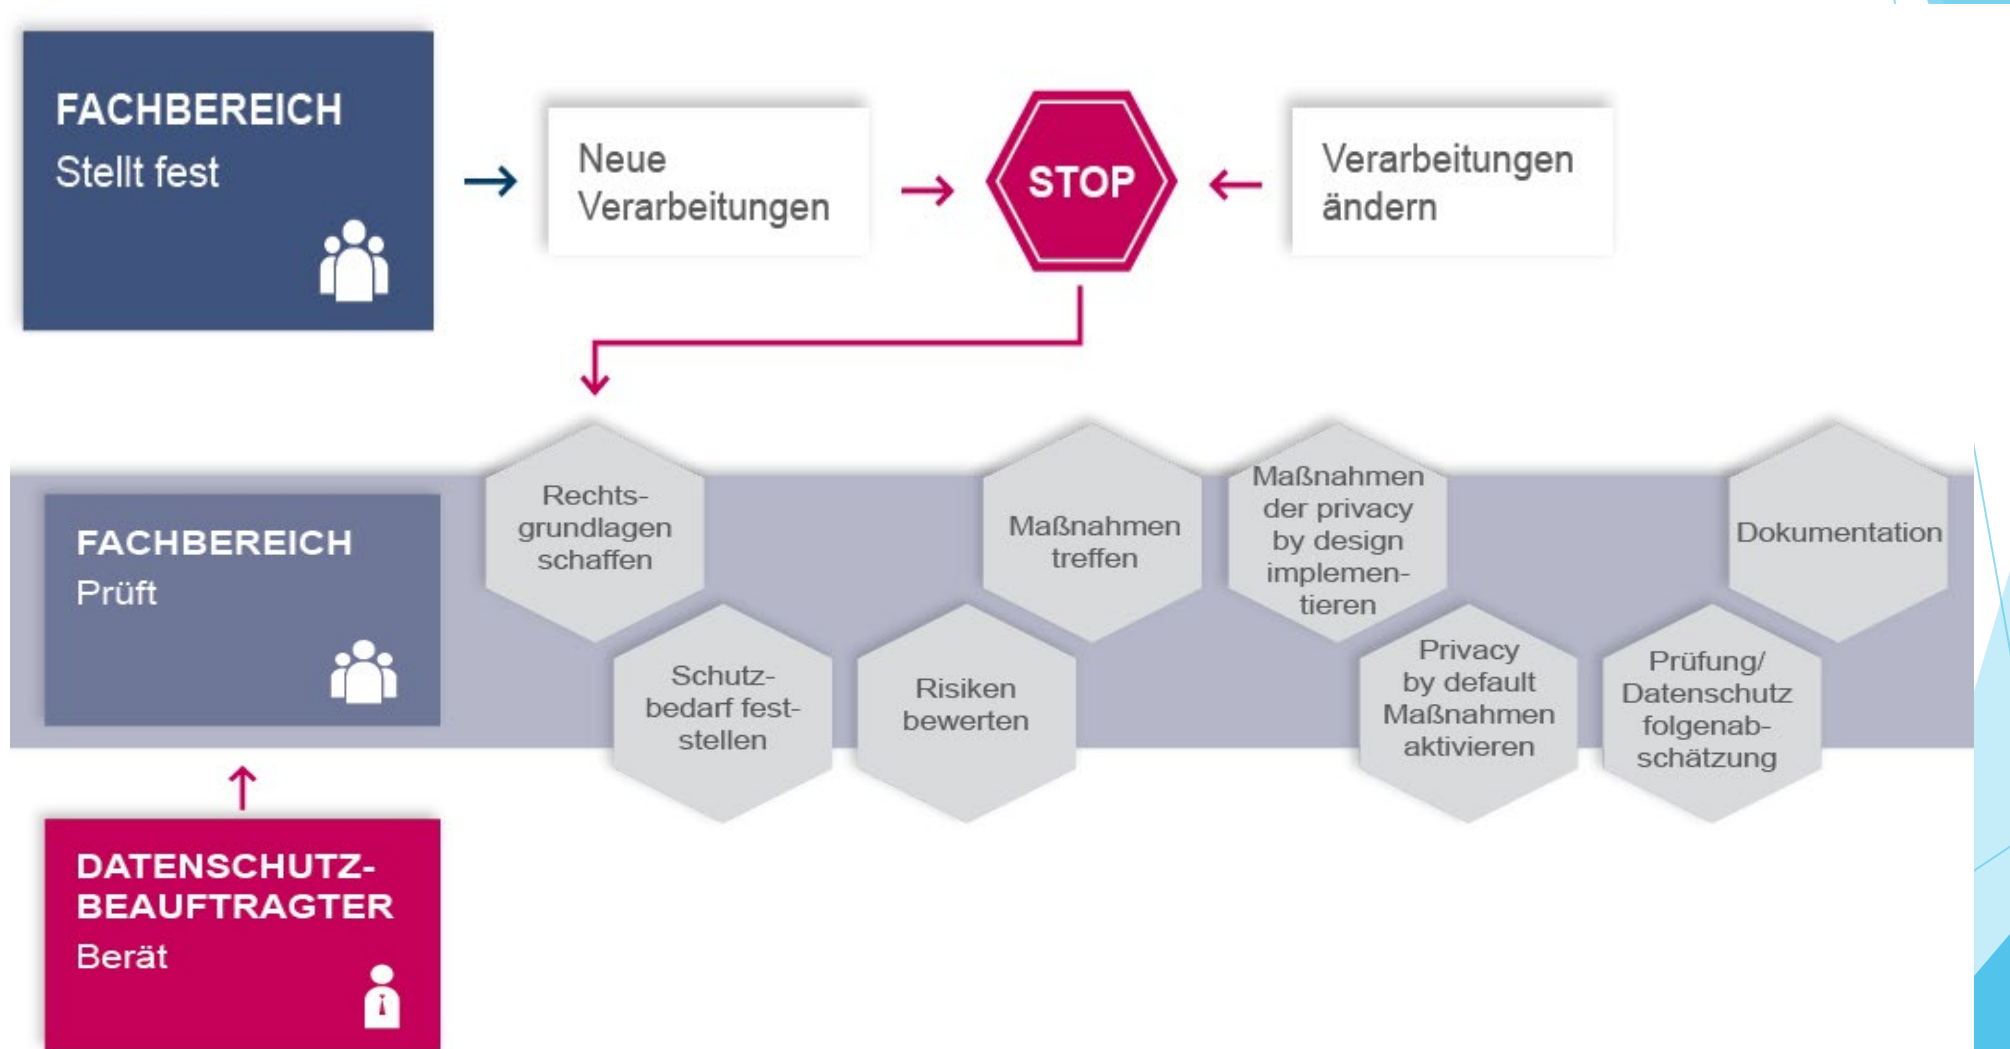 FACHBEREICH
Stellt fest
Neue
Verarbeitungen
STOP
Verarbeitungen
ändern
FACHBEREICH
Prüft
Rechts-
grundlagen
schaffen
Schutz-
bedarf fest-
stellen
Risiken
bewerten
Maßnahmen
treffen
Maßnahmen
der privacy
by design
implemen-
tieren
Privacy
by default
Maßnahmen
aktivieren
Prüfung/
Datenschutz
folgenab-
schätzung
Dokumentation
DATENSCHUTZ-
BEAUFTRAGTER
Berät